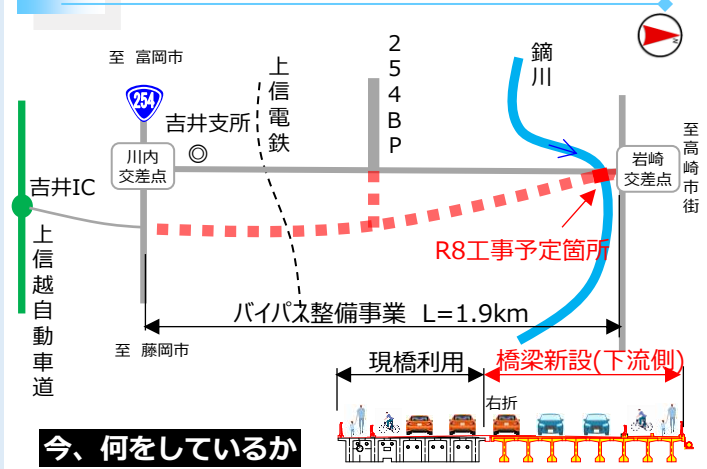 至 富岡市
254
吉井支所
◎
川内
交差点
上信電鉄
254BP
鏑川
N
岩崎
交差点
至高崎市街
吉井IC
上信越自動車道
R8工事予定箇所
バイパス整備事業 L=1.9km
至 藤岡市
現橋利用
橋梁新設(下流側)
右折
今、何をしているか